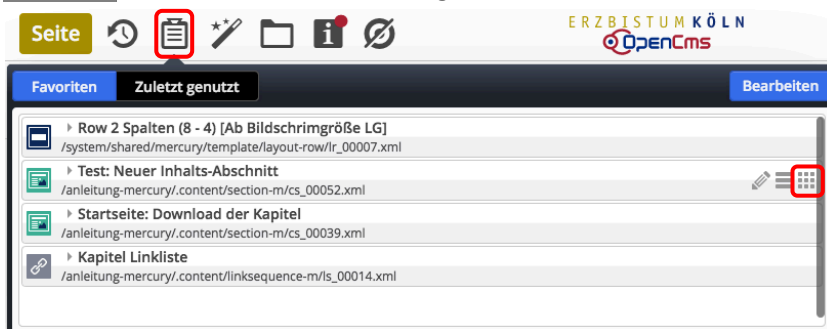 Seite
ERZBISTUM KÖLN
OpenCms
Favoriten Zuletzt genutzt Bearbeiten
Row 2 Spalten (8 - 4) [Ab Bildschrimgröße LG]
/system/shared/mercury/template/layout-row/lr_00007.xml
Test: Neuer Inhalts-Abschnitt
/anleitung-mercury/.content/section-m/cs_00052.xml
Startseite: Download der Kapitel
/anleitung-mercury/.content/section-m/cs_00039.xml
Kapitel Linkliste
/anleitung-mercury/.content/linksequence-m/ls_00014.xml